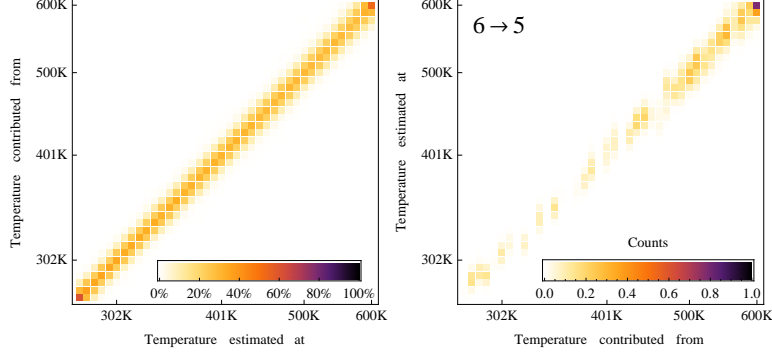 600K
500K
401K
302K
Temperature contributed from
0% 20% 40% 60% 80% 100%
302K 401K 500K 600K
Temperature estimated at
6→5
600K
500K
401K
302K
Temperature estimated at
Counts
0.0 0.2 0.4 0.6 0.8 1.0
302K 401K 500K 600K
Temperature contributed from